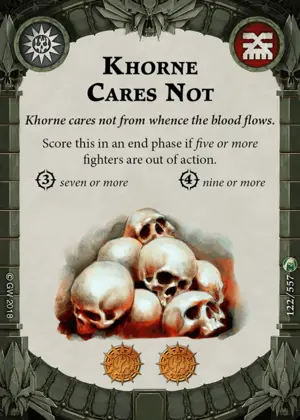 KHORNE
CARES NOT
Khorne cares not from whence the blood flows.
Score this in an end phase if five or more
fighters are out of action.
3 seven or more 4 nine or more
©GW 2018
122/557